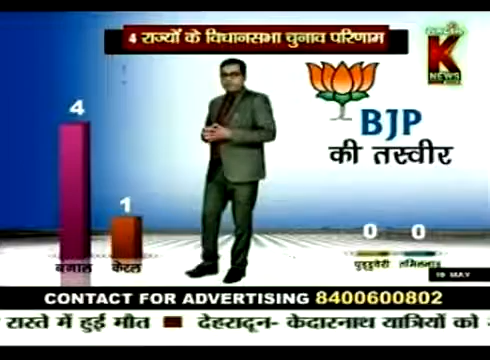 4 राज्यों के विधानसभा चुनाव परिणाम
K
NEWS
BJP
की तस्वीर
4
1
0 0
बंगाल केरल
पुडुचेरी तमिलनाडु
19 MAY
CONTACT FOR ADVERTISING 8400600802
रास्ते में हुई मौत ■ देहरादून- केदारनाथ यात्रियों को